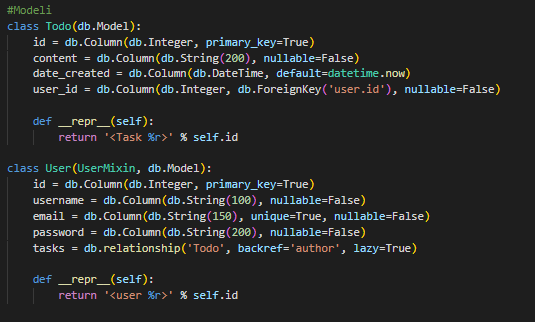 #Modeli
class Todo(db.Model):
    id = db.Column(db.Integer, primary_key=True)
    content = db.Column(db.String(200), nullable=False)
    date_created = db.Column(db.DateTime, default=datetime.now)
    user_id = db.Column(db.Integer, db.ForeignKey('user.id'), nullable=False)
    def __repr__(self):
        return '<Task %r>' % self.id
class User(UserMixin, db.Model):
    id = db.Column(db.Integer, primary_key=True)
    username = db.Column(db.String(100), nullable=False)
    email = db.Column(db.String(150), unique=True, nullable=False)
    password = db.Column(db.String(200), nullable=False)
    tasks = db.relationship('Todo', backref='author', lazy=True)
    def __repr__(self):
        return '<user %r>' % self.id